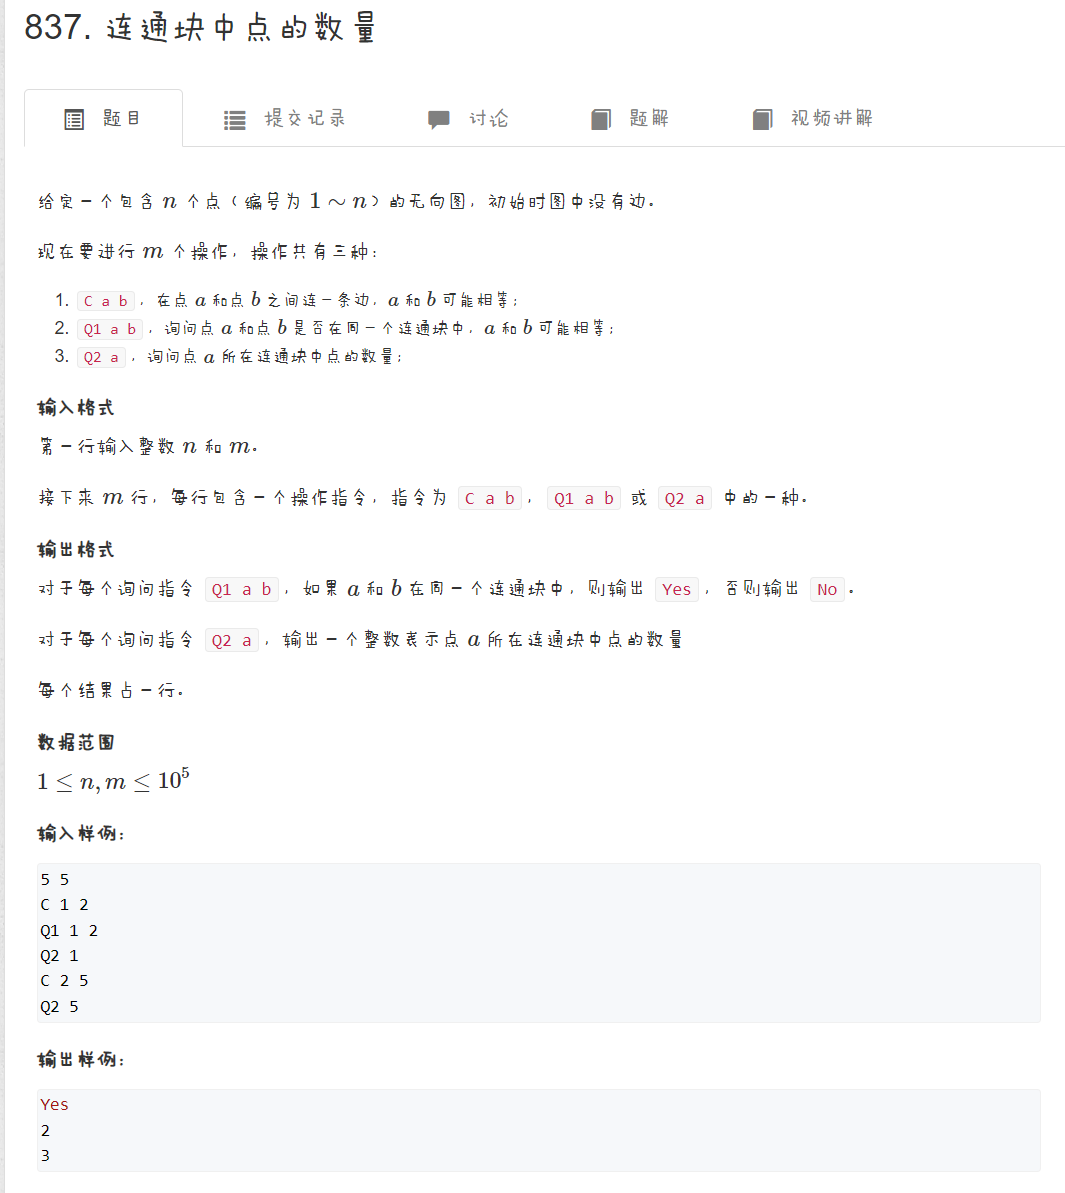 837. 连通块中点的数量
题目 提交记录 讨论 题解 视频讲解
给定一个包含 n 个点（编号为 1 ∼ n）的无向图，初始时图中没有边。
现在要进行 m 个操作，操作共有三种：
1. C a b，在点 a 和点 b 之间连一条边，a 和 b 可能相等；
2. Q1 a b，询问点 a 和点 b 是否在同一个连通块中，a 和 b 可能相等；
3. Q2 a，询问点 a 所在连通块中点的数量；
输入格式
第一行输入整数 n 和 m。
接下来 m 行，每行包含一个操作指令，指令为 C a b，Q1 a b 或 Q2 a 中的一种。
输出格式
对于每个询问指令 Q1 a b，如果 a 和 b 在同一个连通块中，则输出 Yes，否则输出 No。
对于每个询问指令 Q2 a，输出一个整数表示点 a 所在连通块中点的数量
每个结果占一行。
数据范围
1 ≤ n, m ≤ 10⁵
输入样例：
5 5
C 1 2
Q1 1 2
Q2 1
C 2 5
Q2 5
输出样例：
Yes
2
3